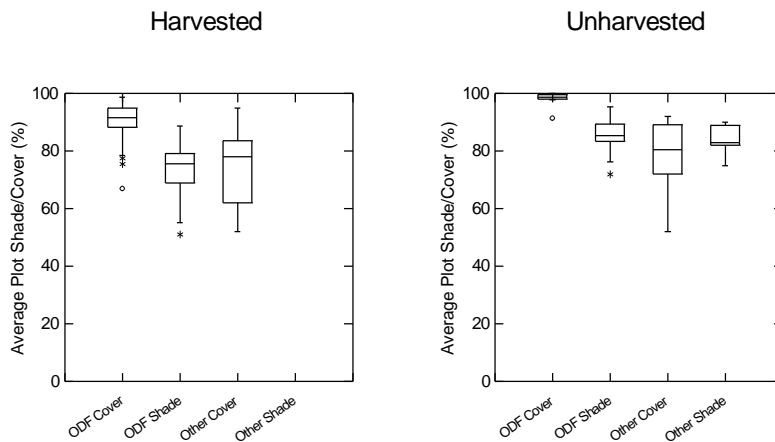 Harvested
Unharvested
Average Plot Shade/Cover (%)
100
80
60
40
20
0
ODF Cover
ODF Shade
Other Cover
Other Shade
Average Plot Shade/Cover (%)
100
80
60
40
20
0
ODF Cover
ODF Shade
Other Cover
Other Shade